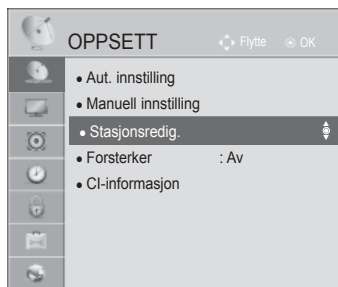 OPPSETT
Flytte OK
Aut. innstilling
Manuell innstilling
Stasjonsredig.
Forsterker : Av
CI-informasjon